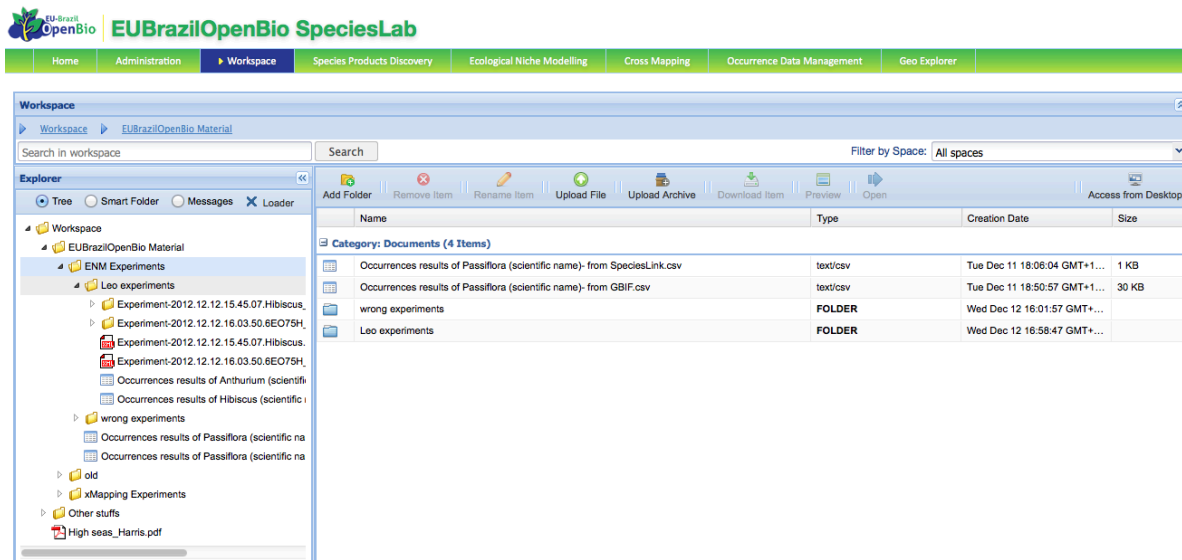 EU-Brazil
OpenBio
EUBrazilOpenBio SpeciesLab
Home Administration Workspace Species Products Discovery Ecological Niche Modelling Cross Mapping Occurrence Data Management Geo Explorer
Workspace
Workspace EUBrazilOpenBio Material
Search in workspace Search Filter by Space: All spaces
Explorer
Tree Smart Folder Messages Loader
Add Folder Remove Item Rename Item Upload File Upload Archive Download Item Preview Open Access from Desktop
Name Type Creation Date Size
Category: Documents (4 Items)
Occurrences results of Passiflora (scientific name)- from SpeciesLink.csv text/csv Tue Dec 11 18:06:04 GMT+1... 1 KB
Occurrences results of Passiflora (scientific name)- from GBIF.csv text/csv Tue Dec 11 18:50:57 GMT+1... 30 KB
wrong experiments FOLDER Wed Dec 12 16:01:57 GMT+...
Leo experiments FOLDER Wed Dec 12 16:58:47 GMT+...
Workspace
EUBrazilOpenBio Material
ENM Experiments
Leo experiments
Experiment-2012.12.12.15.45.07.Hibiscus_
Experiment-2012.12.12.16.03.50.6EO75H_
Experiment-2012.12.12.15.45.07.Hibiscus.
Experiment-2012.12.12.16.03.50.6EO75H_
Occurrences results of Anthurium (scientifi
Occurrences results of Hibiscus (scientific
wrong experiments
Occurrences results of Passiflora (scientific na
Occurrences results of Passiflora (scientific na
old
xMapping Experiments
Other stuffs
High seas_Harris.pdf